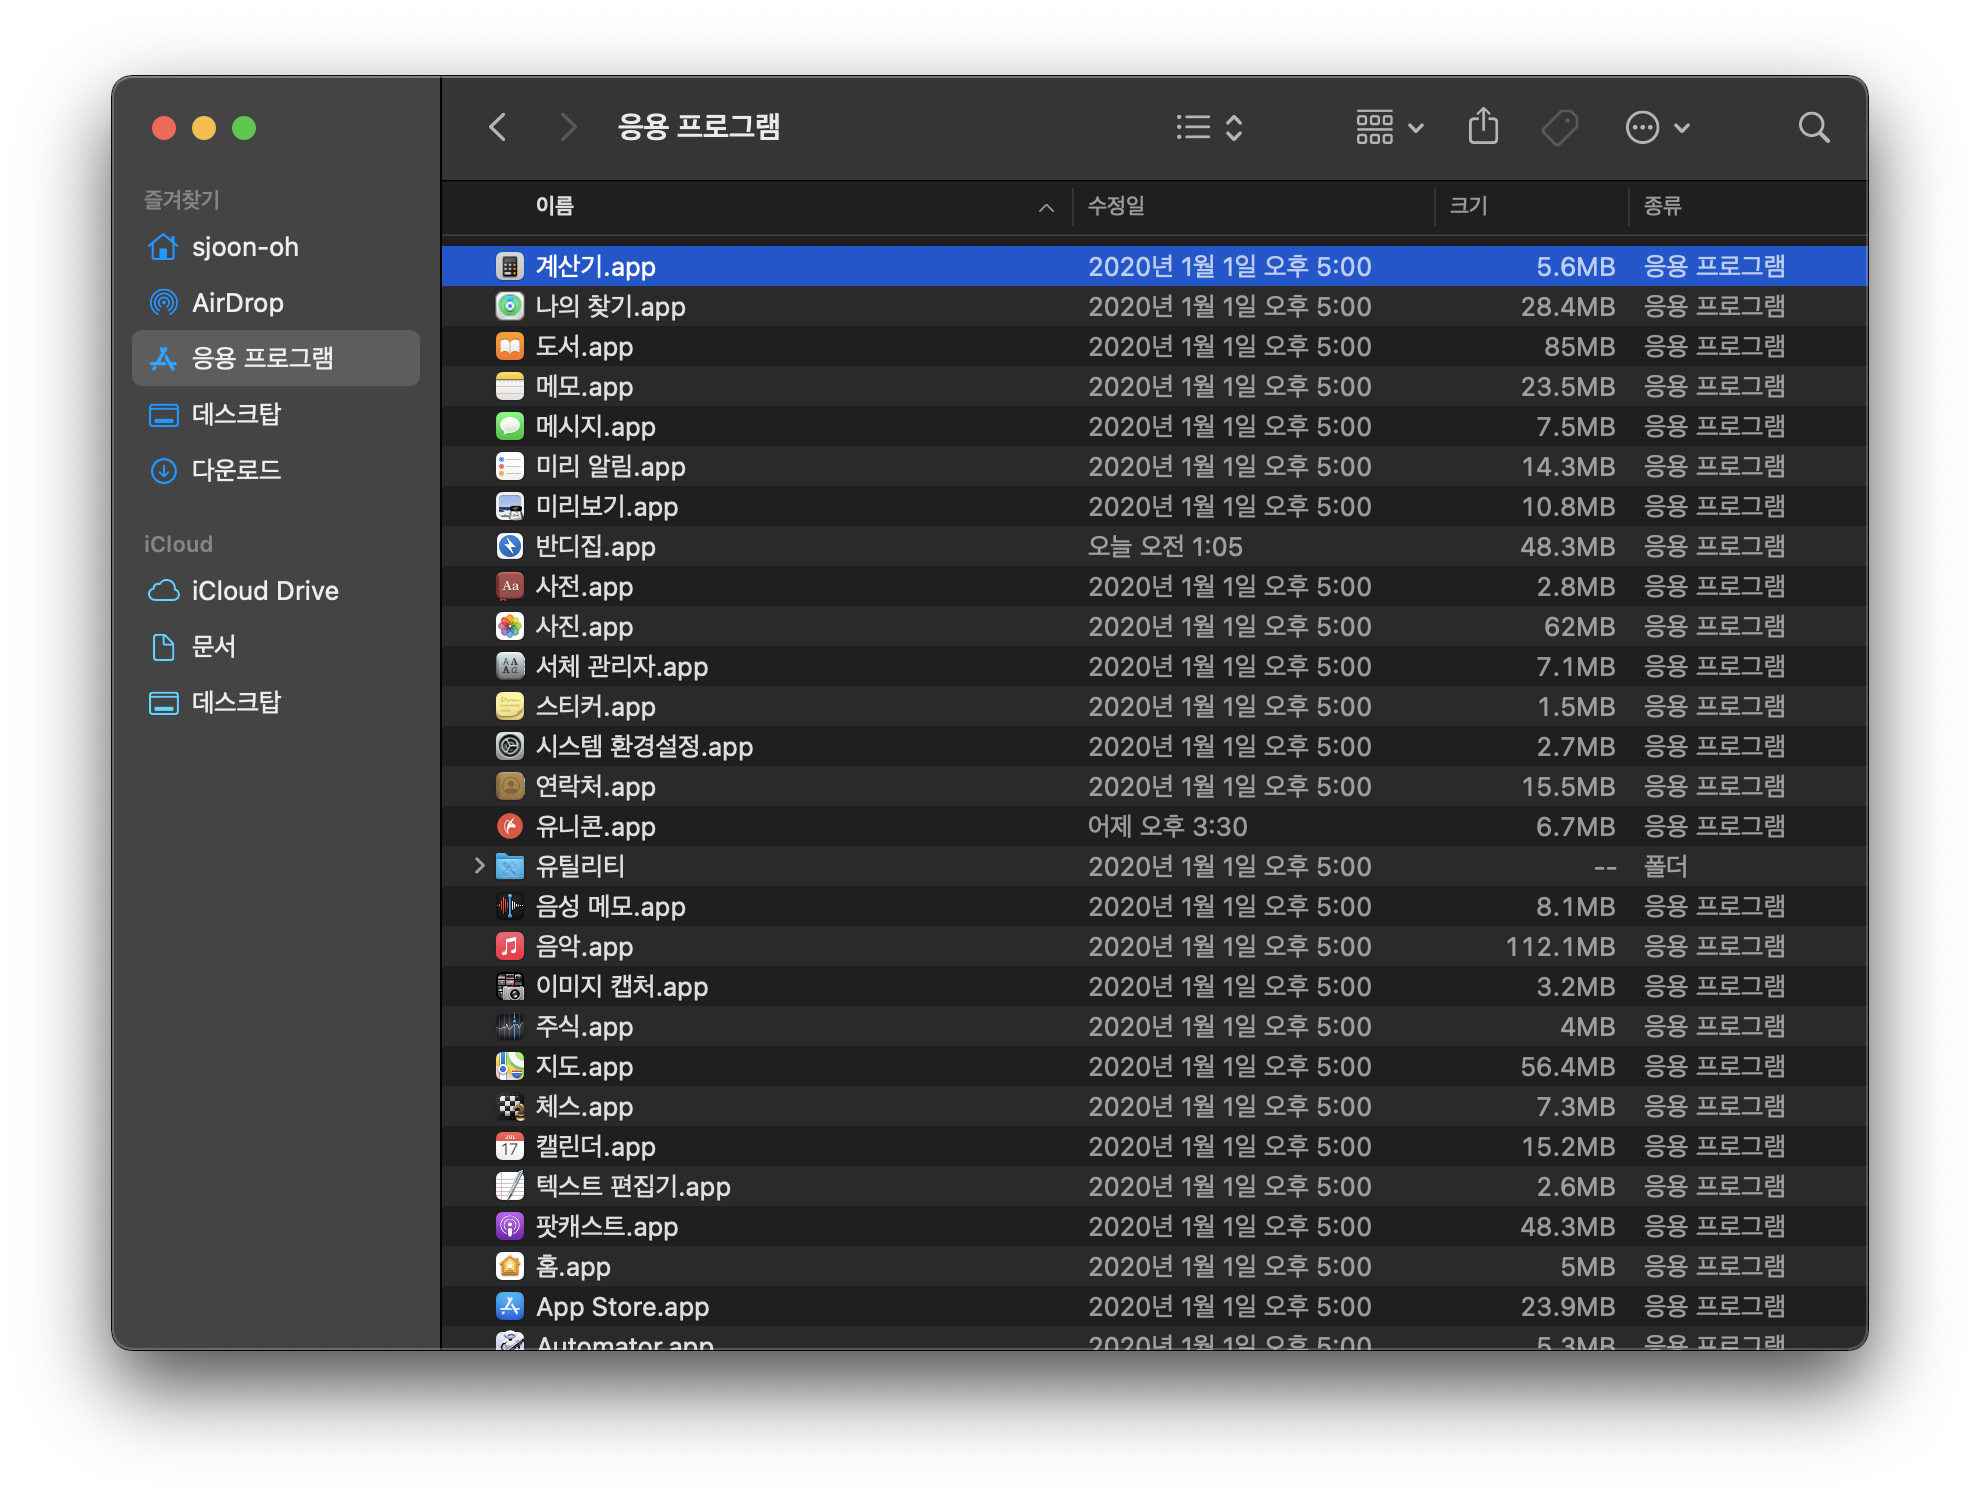 응용 프로그램
즐겨찾기
sjoon-oh
AirDrop
응용 프로그램
데스크탑
다운로드
iCloud
iCloud Drive
문서
데스크탑
이름 수정일 크기 종류
계산기.app 2020년 1월 1일 오후 5:00 5.6MB 응용 프로그램
나의 찾기.app 2020년 1월 1일 오후 5:00 28.4MB 응용 프로그램
도서.app 2020년 1월 1일 오후 5:00 85MB 응용 프로그램
메모.app 2020년 1월 1일 오후 5:00 23.5MB 응용 프로그램
메시지.app 2020년 1월 1일 오후 5:00 7.5MB 응용 프로그램
미리 알림.app 2020년 1월 1일 오후 5:00 14.3MB 응용 프로그램
미리보기.app 2020년 1월 1일 오후 5:00 10.8MB 응용 프로그램
반디집.app 오늘 오전 1:05 48.3MB 응용 프로그램
Aa 사전.app 2020년 1월 1일 오후 5:00 2.8MB 응용 프로그램
사진.app 2020년 1월 1일 오후 5:00 62MB 응용 프로그램
서체 관리자.app 2020년 1월 1일 오후 5:00 7.1MB 응용 프로그램
스티커.app 2020년 1월 1일 오후 5:00 1.5MB 응용 프로그램
시스템 환경설정.app 2020년 1월 1일 오후 5:00 2.7MB 응용 프로그램
연락처.app 2020년 1월 1일 오후 5:00 15.5MB 응용 프로그램
유니콘.app 어제 오후 3:30 6.7MB 응용 프로그램
유틸리티 2020년 1월 1일 오후 5:00 -- 폴더
음성 메모.app 2020년 1월 1일 오후 5:00 8.1MB 응용 프로그램
음악.app 2020년 1월 1일 오후 5:00 112.1MB 응용 프로그램
이미지 캡처.app 2020년 1월 1일 오후 5:00 3.2MB 응용 프로그램
주식.app 2020년 1월 1일 오후 5:00 4MB 응용 프로그램
지도.app 2020년 1월 1일 오후 5:00 56.4MB 응용 프로그램
체스.app 2020년 1월 1일 오후 5:00 7.3MB 응용 프로그램
JUL 17 캘린더.app 2020년 1월 1일 오후 5:00 15.2MB 응용 프로그램
텍스트 편집기.app 2020년 1월 1일 오후 5:00 2.6MB 응용 프로그램
팟캐스트.app 2020년 1월 1일 오후 5:00 48.3MB 응용 프로그램
홈.app 2020년 1월 1일 오후 5:00 5MB 응용 프로그램
App Store.app 2020년 1월 1일 오후 5:00 23.9MB 응용 프로그램
Automator.app 2020년 1월 1일 오후 5:00 5.3MB 응용 프로그램